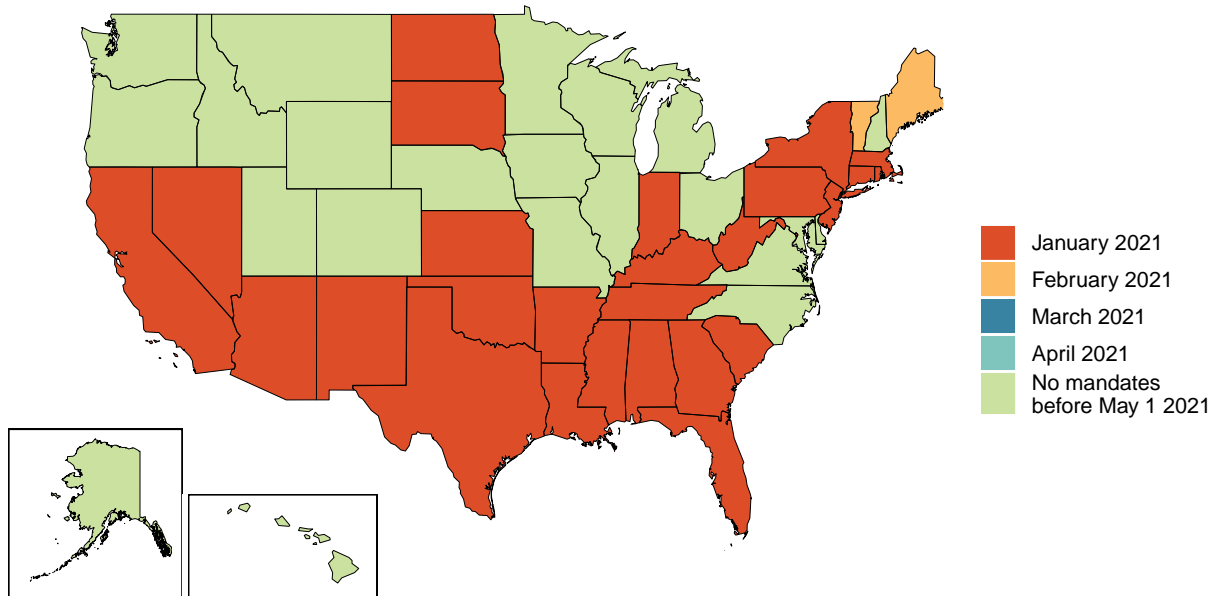 January 2021
February 2021
March 2021
April 2021
No mandates
before May 1 2021